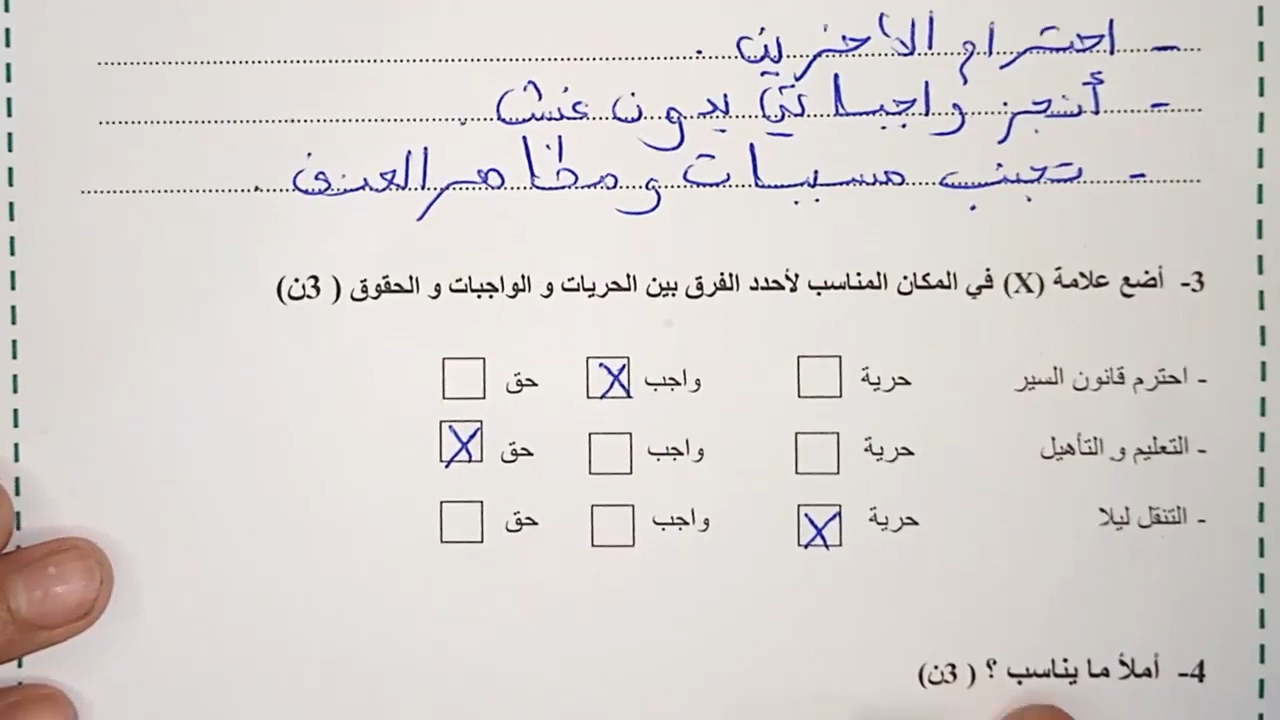 - احترام الآخرين .
- أنجز واجباتي بدون غش .
- تجنب مسببات ومظاهر العنف .
3- أضع علامة (X) في المكان المناسب لأحدد الفرق بين الحريات و الواجبات و الحقوق ( 3ن)
- احترم قانون السير حرية واجب X حق
- التعليم و التأهيل حرية واجب حق X
- التنقل ليلا حرية X واجب حق
4- أملأ ما يناسب ؟ ( 3ن)